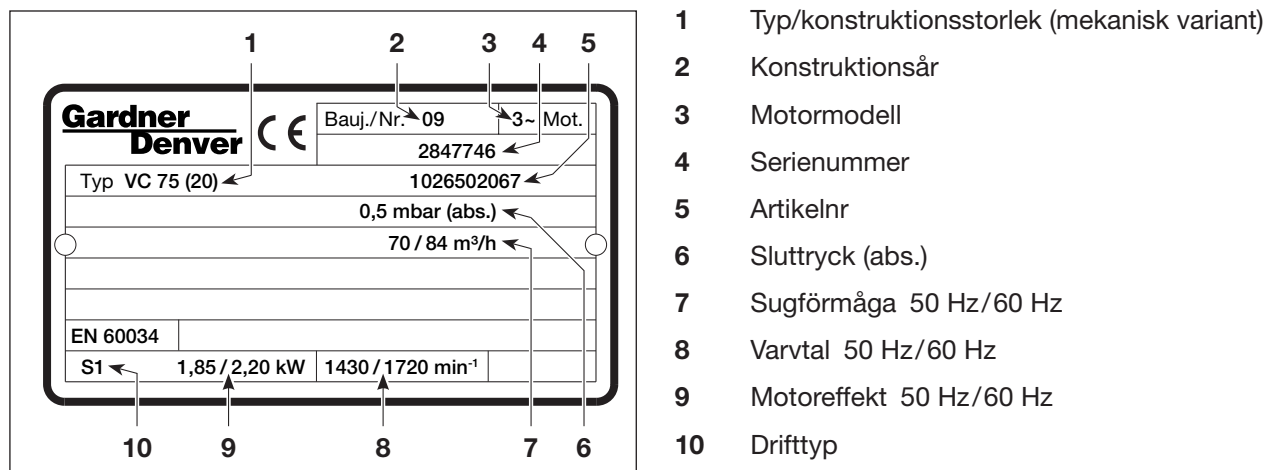 1 2 3 4 5
Gardner
Denver
CE
Bauj./Nr. 09
3~ Mot.
2847746
Typ VC 75 (20)
1026502067
0,5 mbar (abs.)
70 / 84 m³/h
EN 60034
S1
1,85 / 2,20 kW
1430 / 1720 min⁻¹
10 9 8 7 6
1 Typ/konstruktionsstorlek (mekanisk variant)
2 Konstruktionsår
3 Motormodell
4 Serienummer
5 Artikelnr
6 Sluttryck (abs.)
7 Sugförmåga 50 Hz/60 Hz
8 Varvtal 50 Hz/60 Hz
9 Motoreffekt 50 Hz/60 Hz
10 Drifttyp